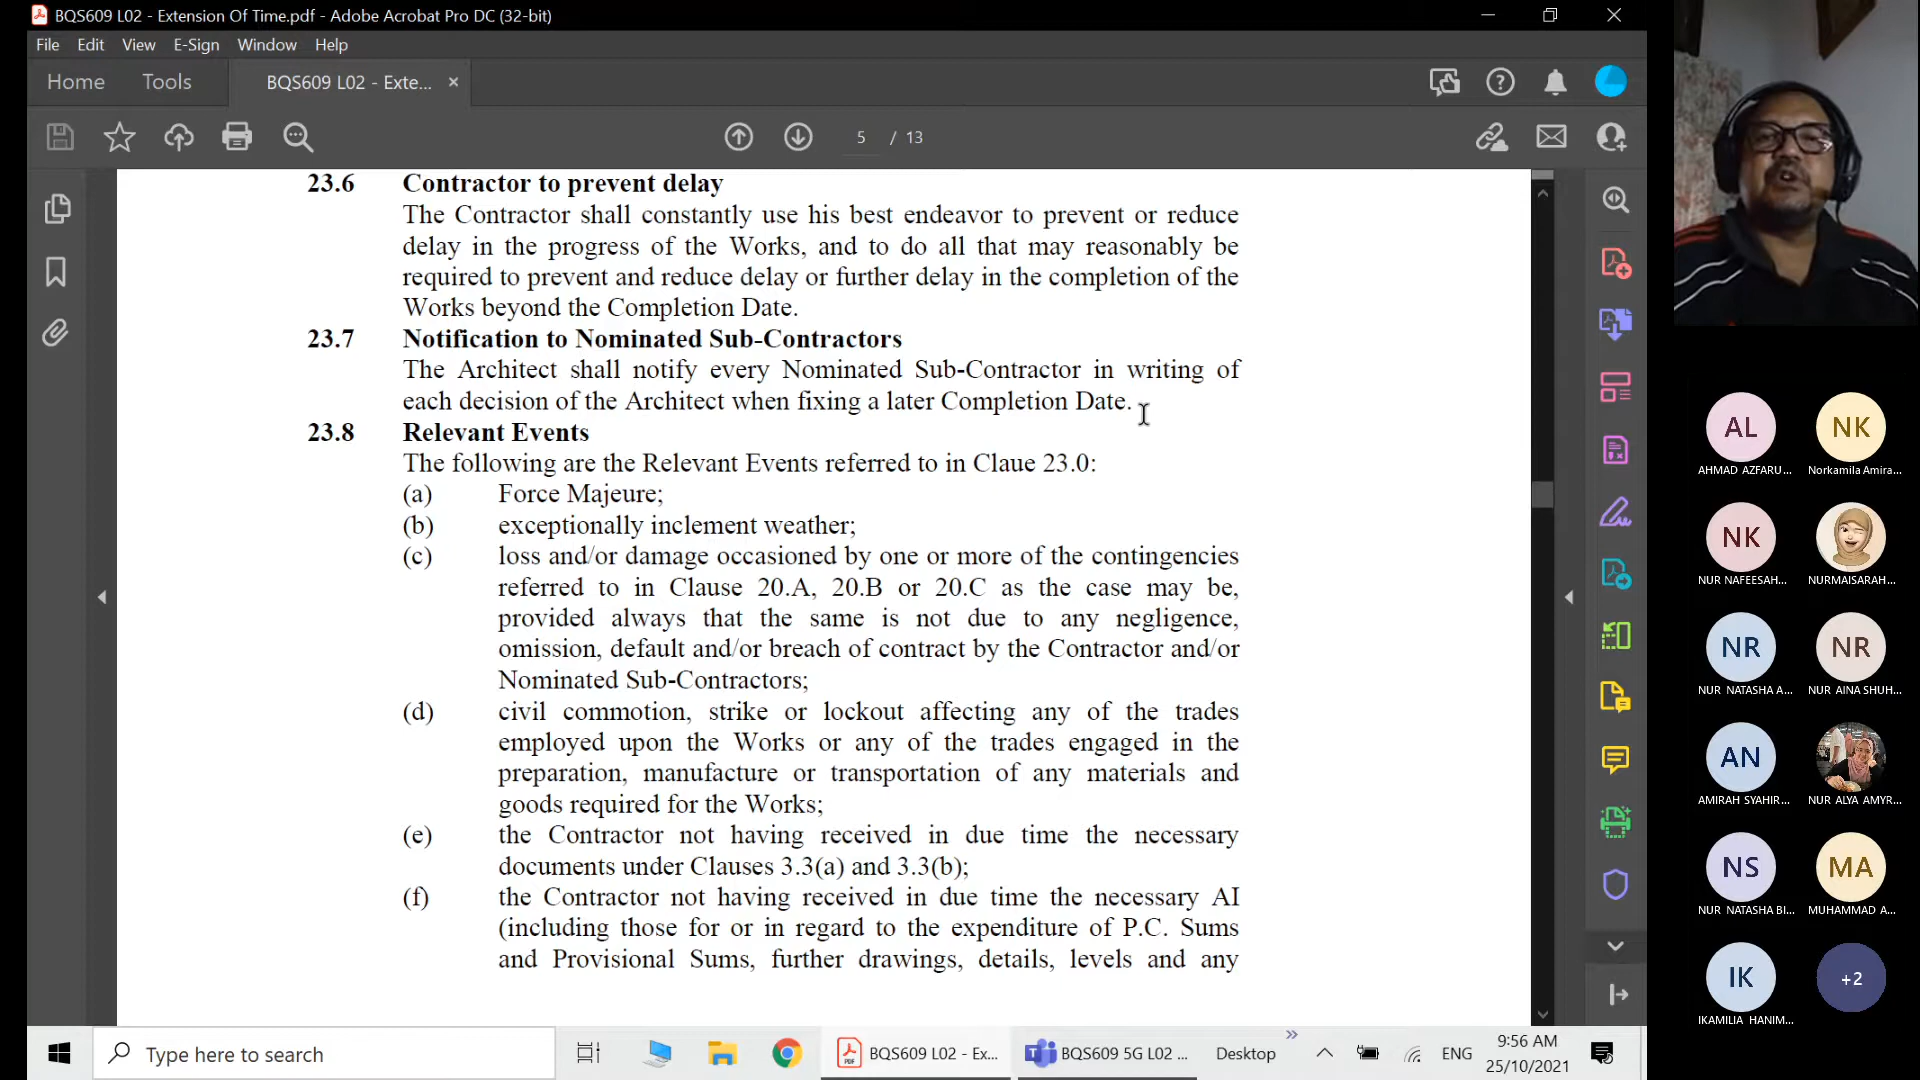 BQS609 L02 - Extension Of Time.pdf - Adobe Acrobat Pro DC (32-bit)
File Edit View E-Sign Window Help
Home Tools BQS609 L02 - Exte... ×
5 / 13
23.6 Contractor to prevent delay
The Contractor shall constantly use his best endeavor to prevent or reduce
delay in the progress of the Works, and to do all that may reasonably be
required to prevent and reduce delay or further delay in the completion of the
Works beyond the Completion Date.
23.7 Notification to Nominated Sub-Contractors
The Architect shall notify every Nominated Sub-Contractor in writing of
each decision of the Architect when fixing a later Completion Date.
23.8 Relevant Events
The following are the Relevant Events referred to in Claue 23.0:
(a) Force Majeure;
(b) exceptionally inclement weather;
(c) loss and/or damage occasioned by one or more of the contingencies
referred to in Clause 20.A, 20.B or 20.C as the case may be,
provided always that the same is not due to any negligence,
omission, default and/or breach of contract by the Contractor and/or
Nominated Sub-Contractors;
(d) civil commotion, strike or lockout affecting any of the trades
employed upon the Works or any of the trades engaged in the
preparation, manufacture or transportation of any materials and
goods required for the Works;
(e) the Contractor not having received in due time the necessary
documents under Clauses 3.3(a) and 3.3(b);
(f) the Contractor not having received in due time the necessary AI
(including those for or in regard to the expenditure of P.C. Sums
and Provisional Sums, further drawings, details, levels and any
AL NK
AHMAD AZFARU... Norkamila Amira...
NK
NUR NAFEESAH... NURMAISARAH...
NR NR
NUR NATASHA A... NUR AINA SHUH...
AN
AMIRAH SYAHIR... NUR ALYA AMYR...
NS MA
NUR NATASHA BI... MUHAMMAD A...
IK +2
IKAMILIA HANIM...
Type here to search
BQS609 L02 - Ex...
BQS609 5G L02 ...
Desktop
ENG
9:56 AM
25/10/2021